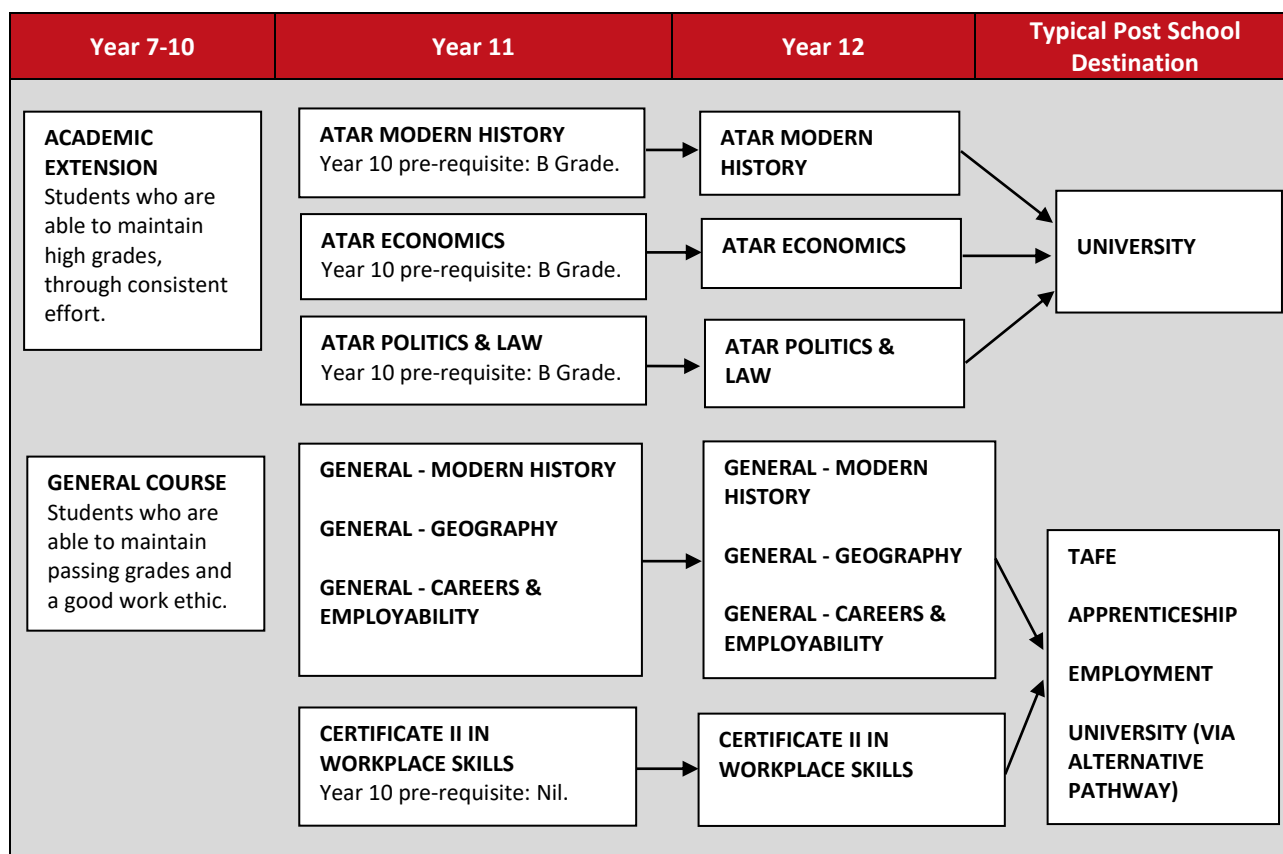 Year 7-10
Year 11
Year 12
Typical Post School
Destination
ACADEMIC
EXTENSION
Students who are
able to maintain
high grades,
through consistent
effort.
ATAR MODERN HISTORY
Year 10 pre-requisite: B Grade.
ATAR MODERN
HISTORY
ATAR ECONOMICS
Year 10 pre-requisite: B Grade.
ATAR ECONOMICS
ATAR POLITICS & LAW
Year 10 pre-requisite: B Grade.
ATAR POLITICS &
LAW
UNIVERSITY
GENERAL COURSE
Students who are
able to maintain
passing grades and
a good work ethic.
GENERAL - MODERN HISTORY
GENERAL - GEOGRAPHY
GENERAL - CAREERS &
EMPLOYABILITY
GENERAL - MODERN
HISTORY
GENERAL - GEOGRAPHY
GENERAL - CAREERS &
EMPLOYABILITY
CERTIFICATE II IN
WORKPLACE SKILLS
Year 10 pre-requisite: Nil.
CERTIFICATE II IN
WORKPLACE SKILLS
TAFE
APPRENTICESHIP
EMPLOYMENT
UNIVERSITY (VIA
ALTERNATIVE
PATHWAY)